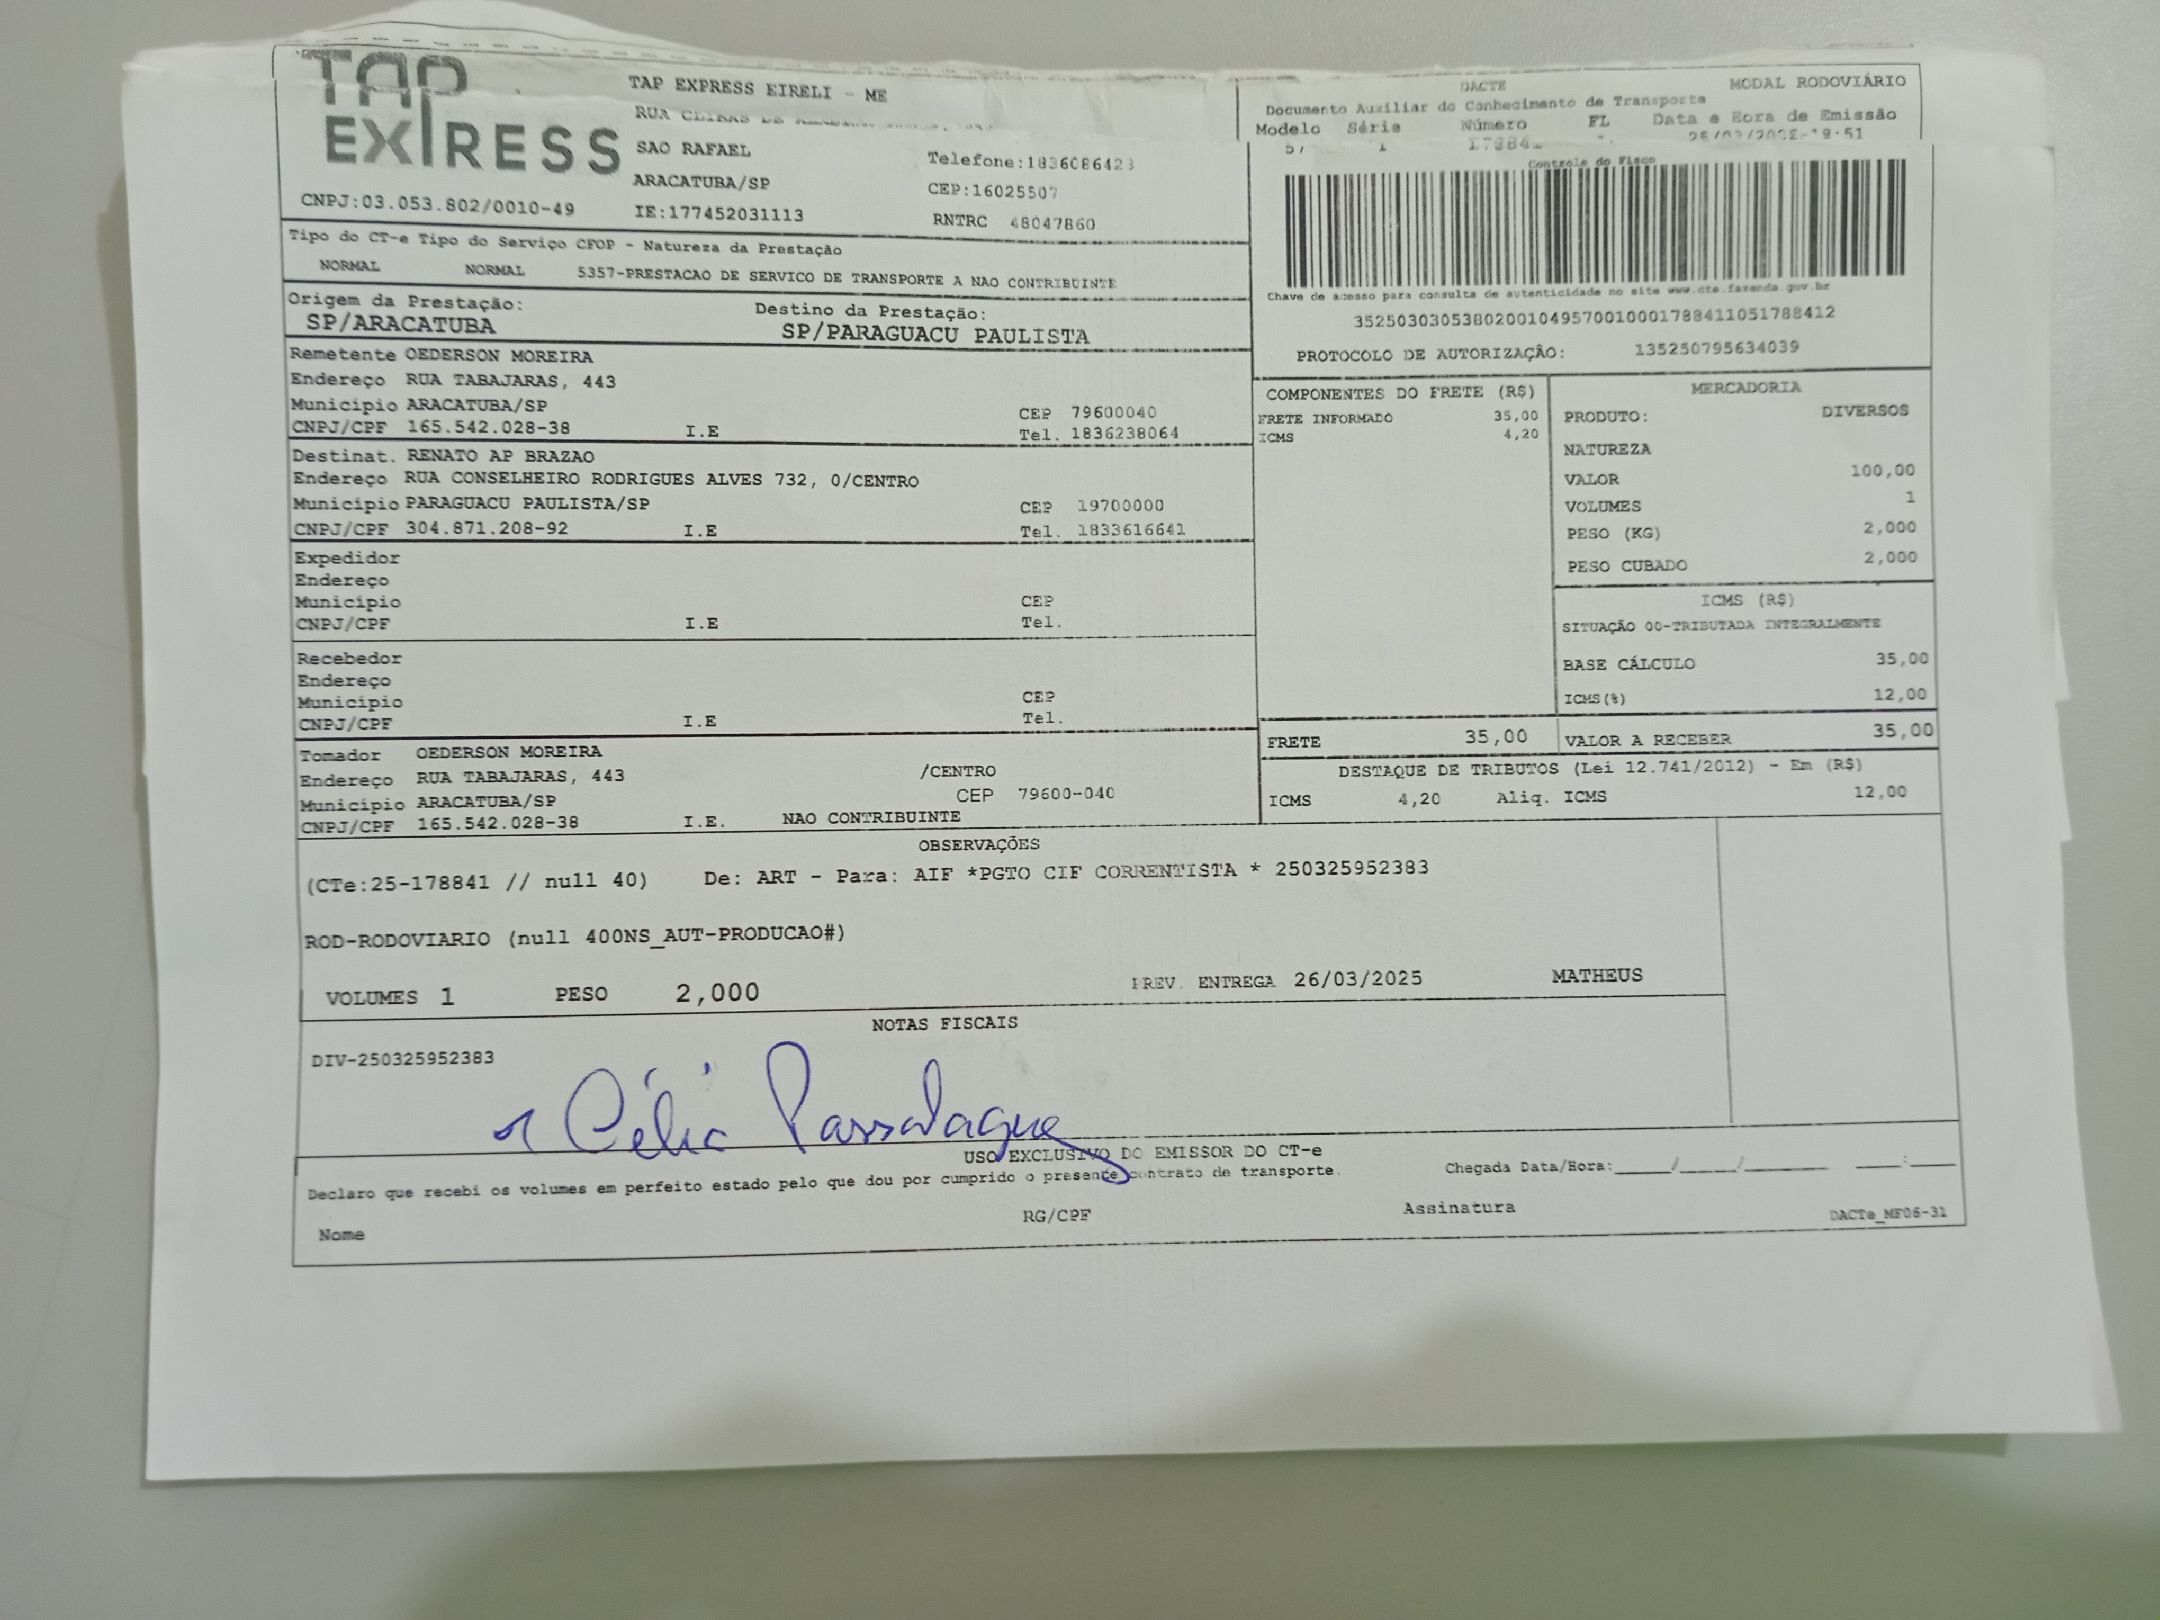 TAP EXPRESS
TAP EXPRESS EIRELI - ME
RUA
SAO RAFAEL
Telefone:1836086423
ARACATUBA/SP
CEP:16025507
CNPJ:03.053.802/0010-49
IE:177452031113
RNTRC 48047860
DACTE
MODAL RODOVIÁRIO
Documento Auxiliar do Conhecimento de Transporte
Modelo Série Número FL Data e Hora de Emissão
Controle do Fisco
Chave de acesso para consulta de autenticidade no site www.cte.fazenda.gov.br
35250303053802001049570010001788411051788412
PROTOCOLO DE AUTORIZAÇÃO: 135250795634039
Tipo do CT-e Tipo do Serviço CFOP - Natureza da Prestação
NORMAL NORMAL 5357-PRESTACAO DE SERVICO DE TRANSPORTE A NAO CONTRIBUINTE
Origem da Prestação: Destino da Prestação:
SP/ARACATUBA SP/PARAGUACU PAULISTA
Remetente OEDERSON MOREIRA
Endereço RUA TABAJARAS, 443
Município ARACATUBA/SP CEP 79600040
CNPJ/CPF 165.542.028-38 I.E Tel. 1836238064
Destinat. RENATO AP BRAZAO
Endereço RUA CONSELHEIRO RODRIGUES ALVES 732, 0/CENTRO
Município PARAGUACU PAULISTA/SP CEP 19700000
CNPJ/CPF 304.871.208-92 I.E Tel. 1833616641
Expedidor
Endereço
Município CEP
CNPJ/CPF I.E Tel.
Recebedor
Endereço
Município CEP
CNPJ/CPF I.E Tel.
Tomador OEDERSON MOREIRA
Endereço RUA TABAJARAS, 443 /CENTRO
Município ARACATUBA/SP CEP 79600-040
CNPJ/CPF 165.542.028-38 I.E. NAO CONTRIBUINTE
COMPONENTES DO FRETE (R$)
FRETE INFORMADO 35,00
ICMS 4,20
MERCADORIA
PRODUTO: DIVERSOS
NATUREZA
VALOR 100,00
VOLUMES 1
PESO (KG) 2,000
PESO CUBADO 2,000
ICMS (R$)
SITUAÇÃO 00-TRIBUTADA INTEGRALMENTE
BASE CÁLCULO 35,00
ICMS(%) 12,00
FRETE 35,00 VALOR A RECEBER 35,00
DESTAQUE DE TRIBUTOS (Lei 12.741/2012) - Em (R$)
ICMS 4,20 Aliq. ICMS 12,00
OBSERVAÇÕES
(CTe:25-178841 // null 40) De: ART - Para: AIF *PGTO CIF CORRENTISTA * 250325952383
ROD-RODOVIARIO (null 400NS_AUT-PRODUCAO#)
VOLUMES 1 PESO 2,000 PREV. ENTREGA 26/03/2025 MATHEUS
NOTAS FISCAIS
DIV-250325952383
Célia Passalaqua
USO EXCLUSIVO DO EMISSOR DO CT-e
Declaro que recebi os volumes em perfeito estado pelo que dou por cumprido o presente contrato de transporte.
Chegada Data/Hora:_____/_____/_______ ____:____
Nome RG/CPF Assinatura
DACTe_MF06-31